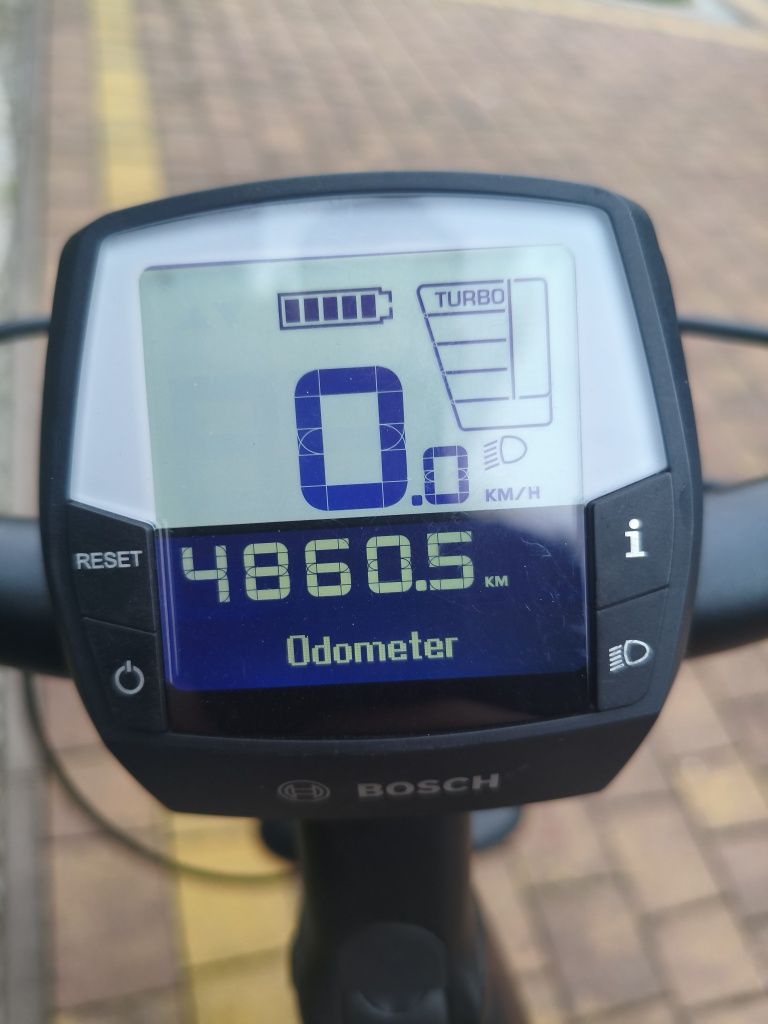 TURBO
0.0 KM/H
RESET
i
4860.5 KM
Odometer
BOSCH